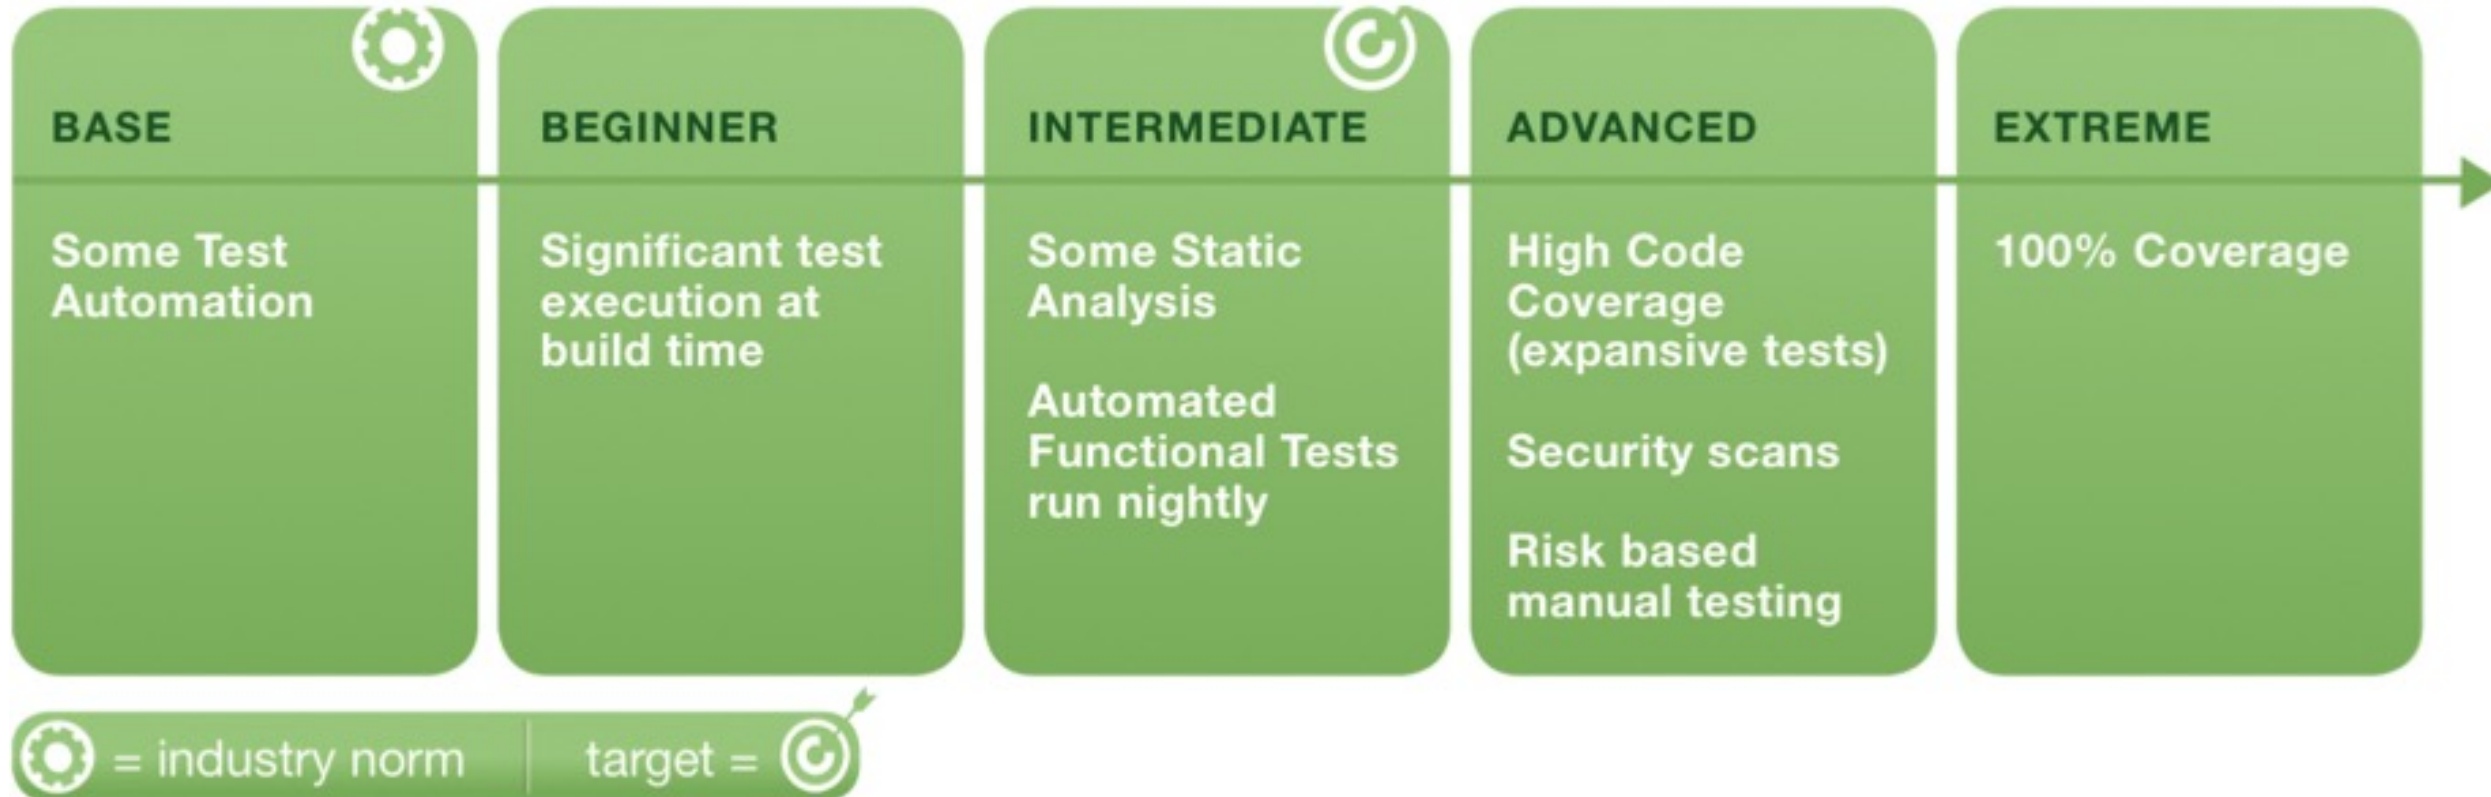 BASE
Some Test
Automation
BEGINNER
Significant test
execution at
build time
INTERMEDIATE
Some Static
Analysis
Automated
Functional Tests
run nightly
ADVANCED
High Code
Coverage
(expansive tests)
Security scans
Risk based
manual testing
EXTREME
100% Coverage
= industry norm
target =